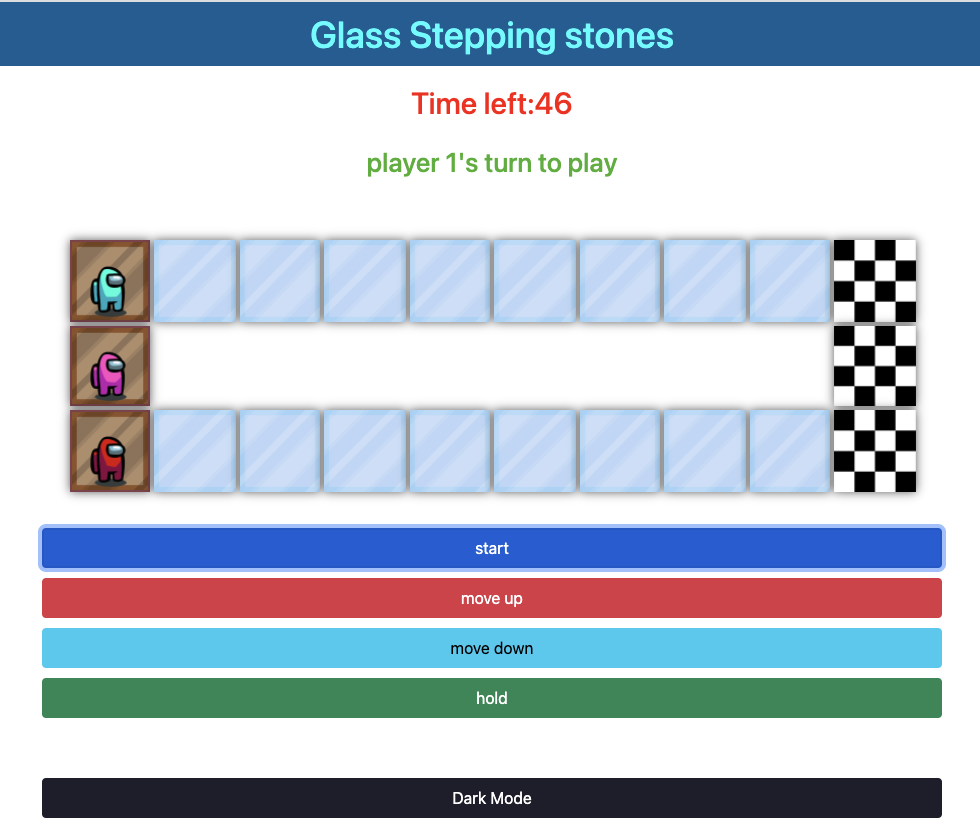 Glass Stepping stones
Time left:46
player 1's turn to play
start
move up
move down
hold
Dark Mode